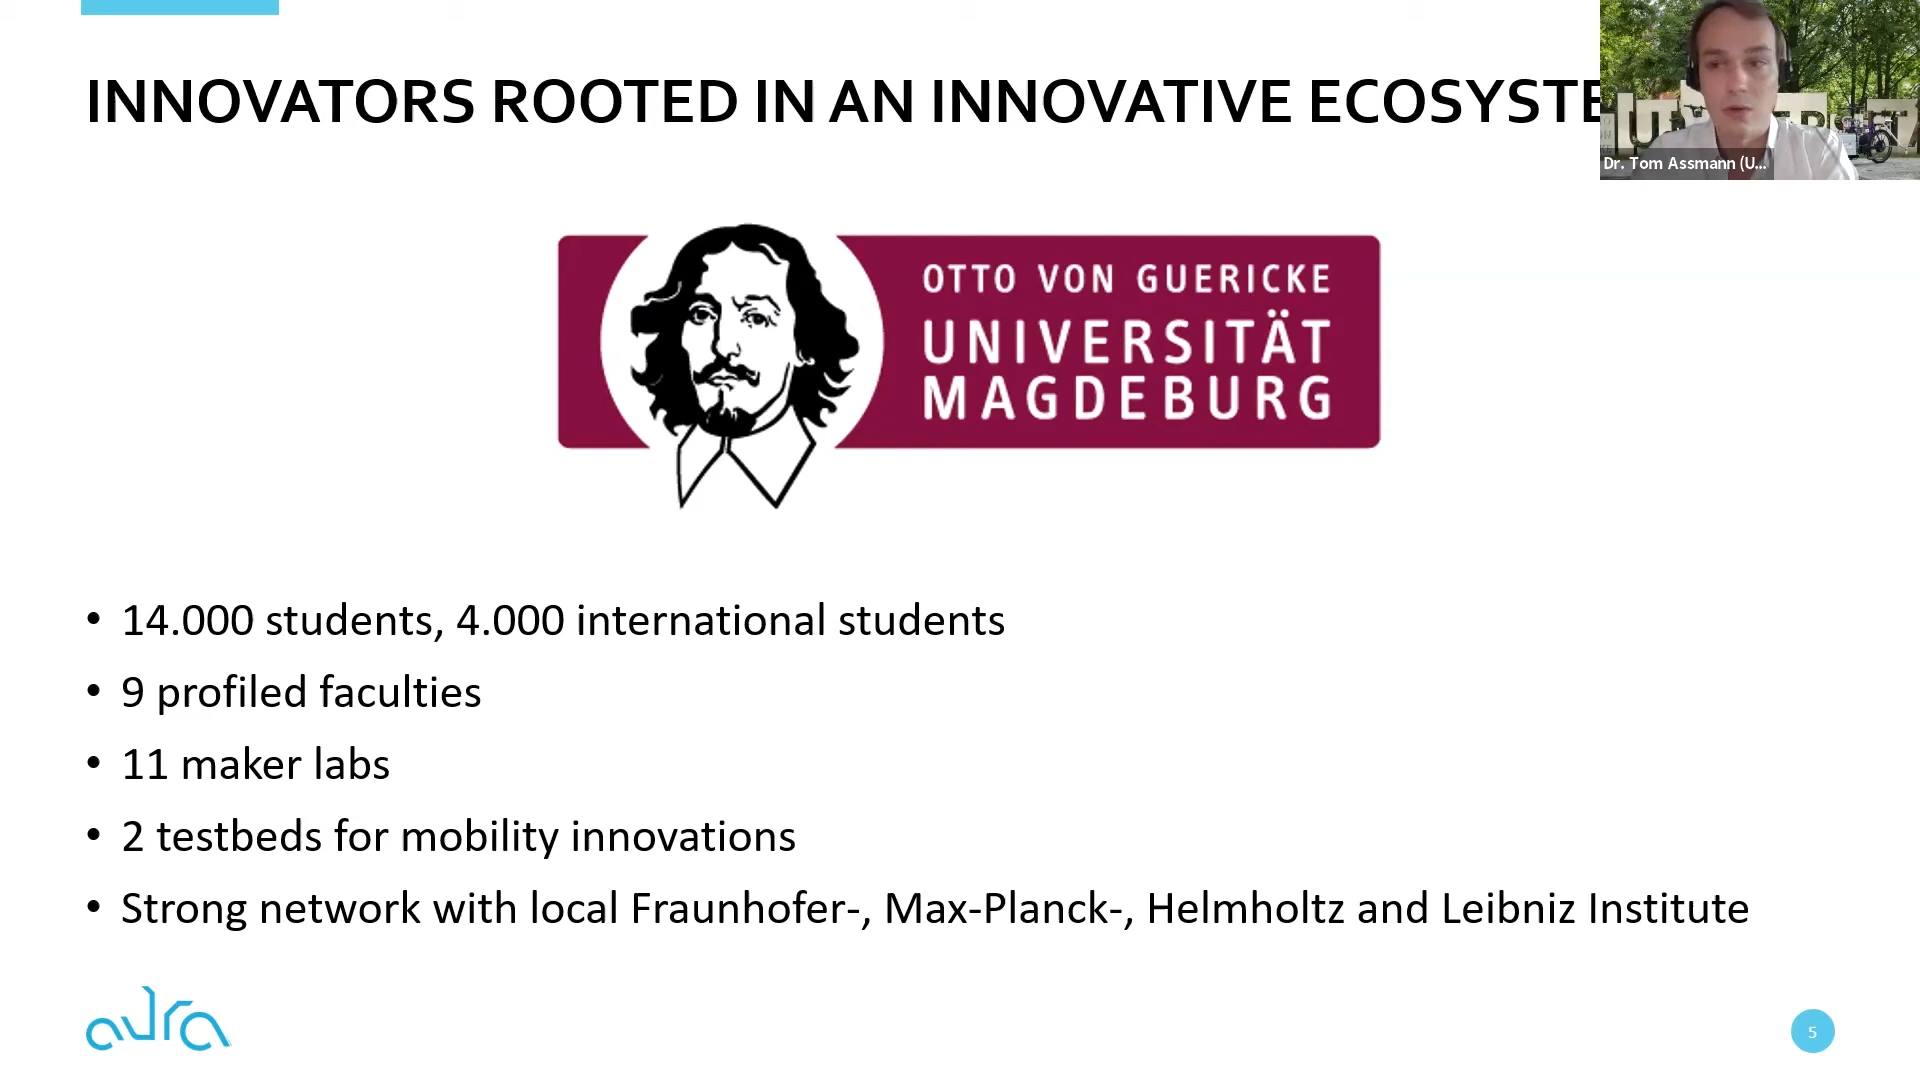 INNOVATORS ROOTED IN AN INNOVATIVE ECOSYSTE
Dr. Tom Assmann (U...
OTTO VON GUERICKE
UNIVERSITÄT
MAGDEBURG
• 14.000 students, 4.000 international students
• 9 profiled faculties
• 11 maker labs
• 2 testbeds for mobility innovations
• Strong network with local Fraunhofer-, Max-Planck-, Helmholtz and Leibniz Institute
aura
5